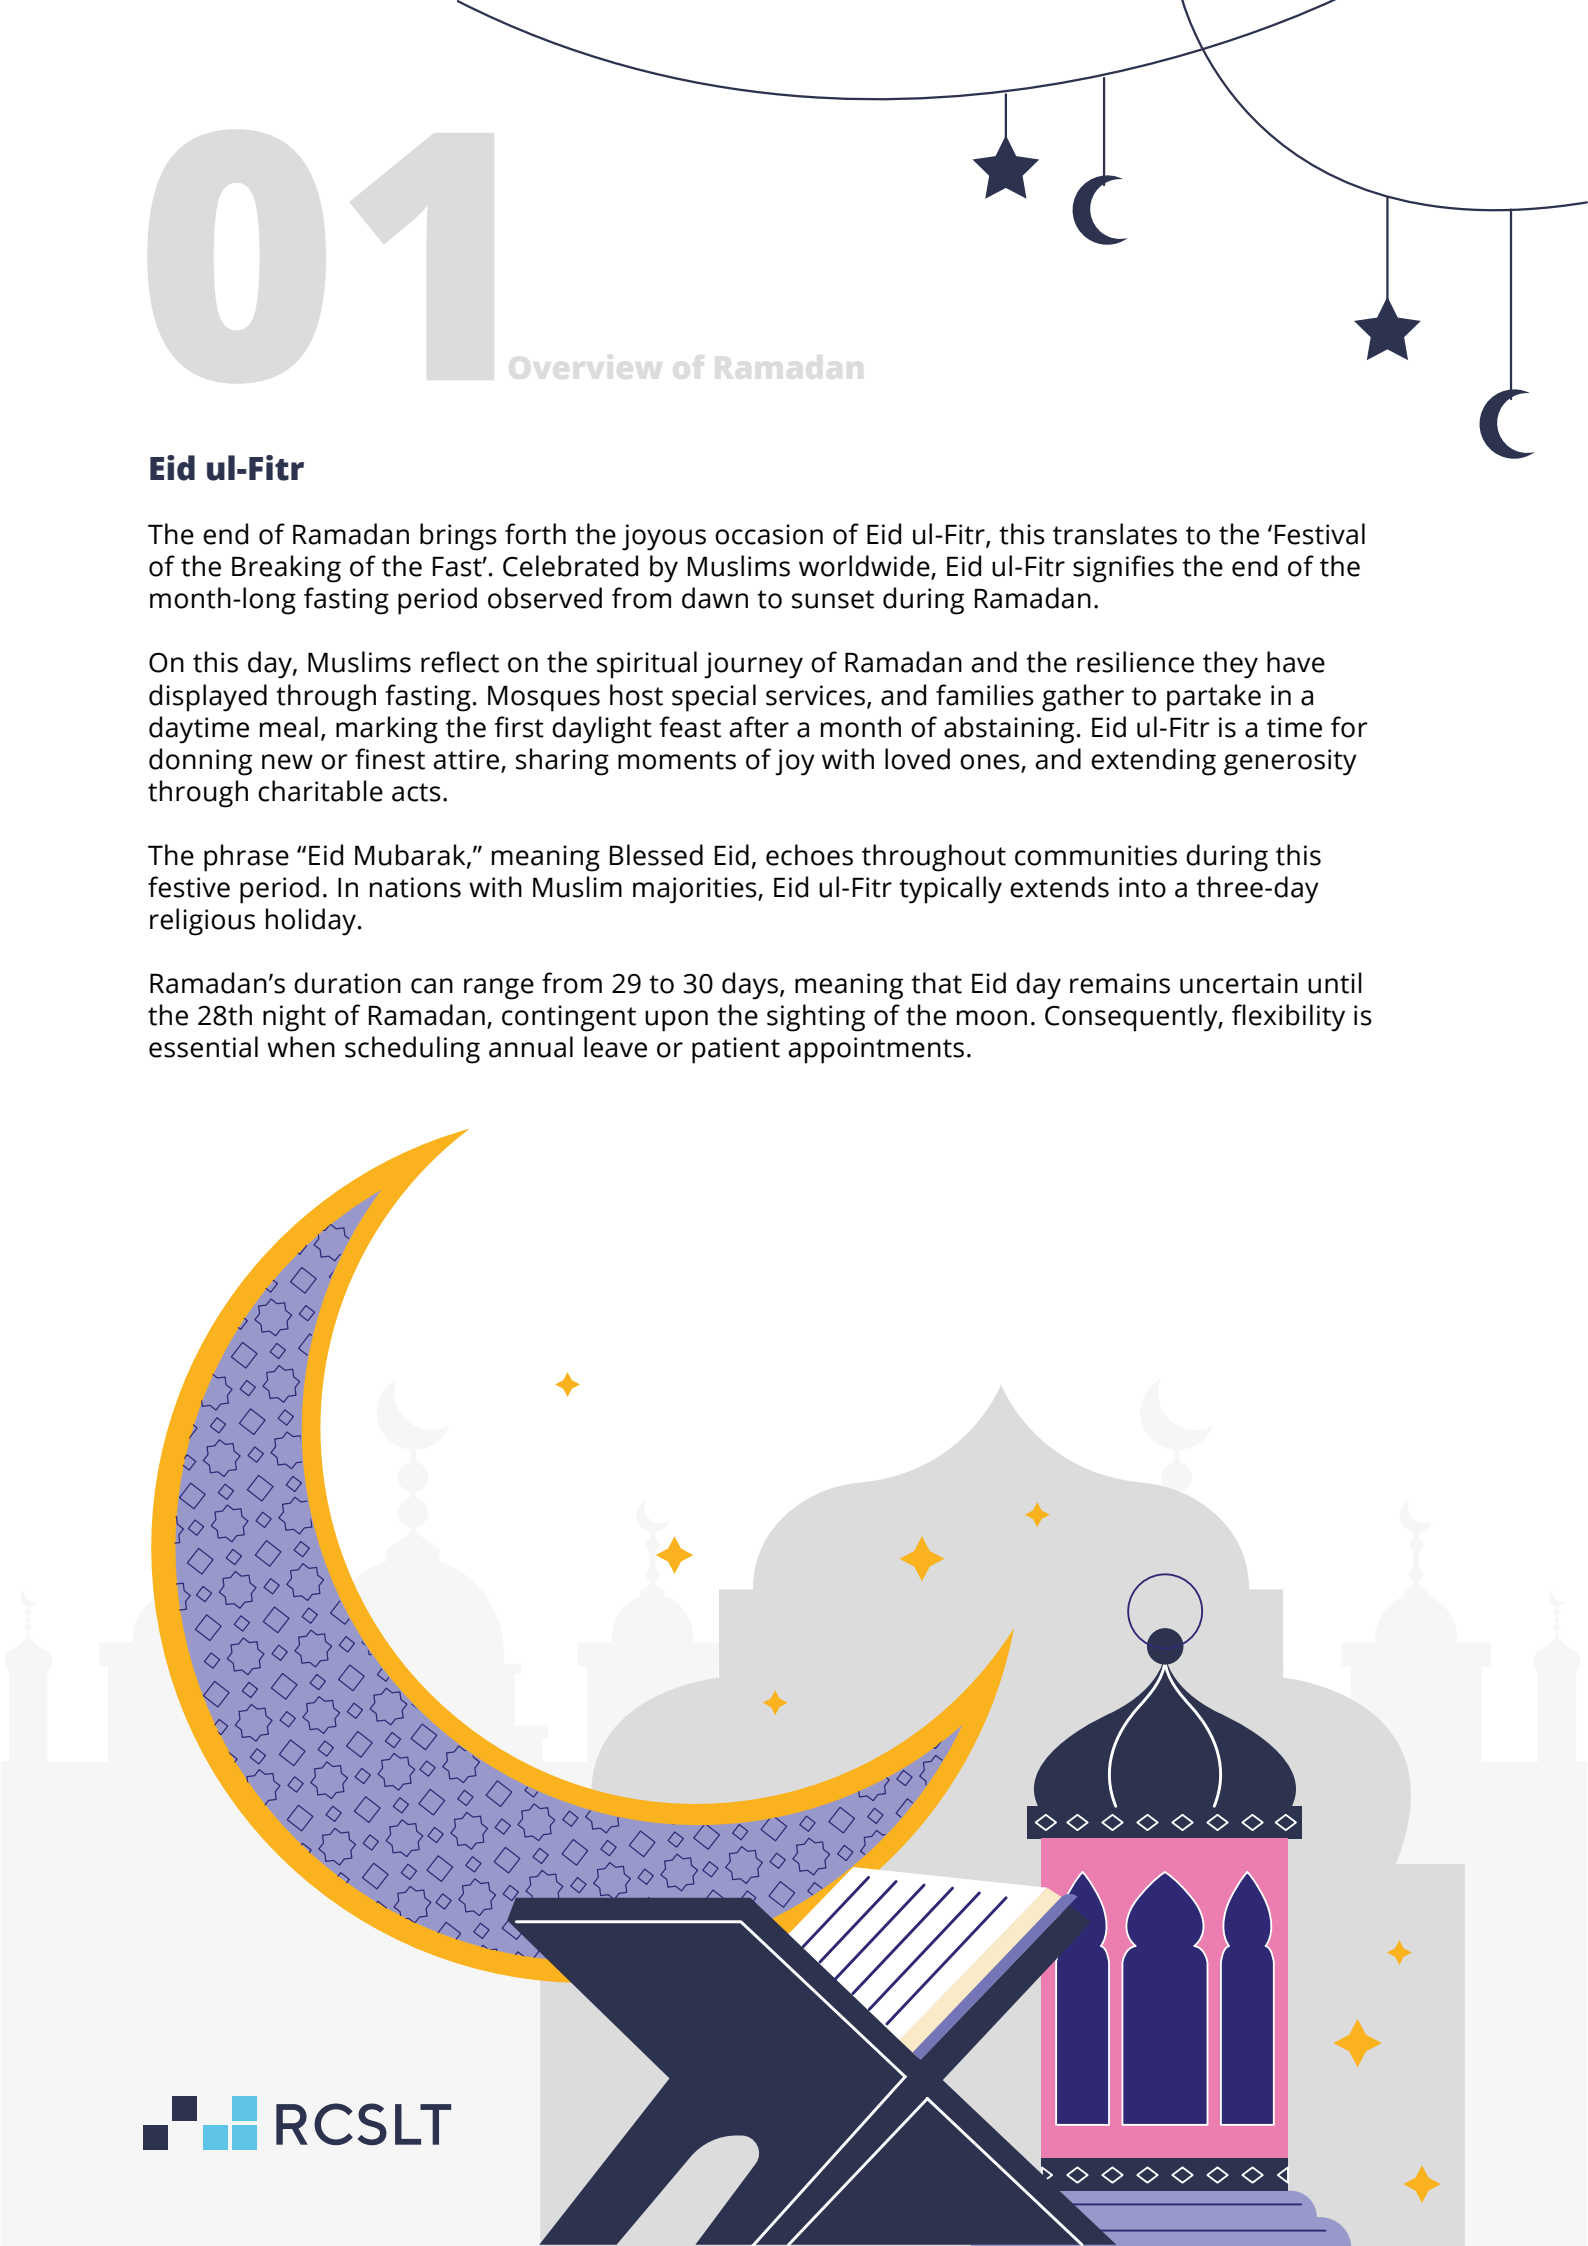 01
Overview of Ramadan
Eid ul-Fitr
The end of Ramadan brings forth the joyous occasion of Eid ul-Fitr, this translates to the ‘Festival
of the Breaking of the Fast’. Celebrated by Muslims worldwide, Eid ul-Fitr signifies the end of the
month-long fasting period observed from dawn to sunset during Ramadan.
On this day, Muslims reflect on the spiritual journey of Ramadan and the resilience they have
displayed through fasting. Mosques host special services, and families gather to partake in a
daytime meal, marking the first daylight feast after a month of abstaining. Eid ul-Fitr is a time for
donning new or finest attire, sharing moments of joy with loved ones, and extending generosity
through charitable acts.
The phrase “Eid Mubarak,” meaning Blessed Eid, echoes throughout communities during this
festive period. In nations with Muslim majorities, Eid ul-Fitr typically extends into a three-day
religious holiday.
Ramadan’s duration can range from 29 to 30 days, meaning that Eid day remains uncertain until
the 28th night of Ramadan, contingent upon the sighting of the moon. Consequently, flexibility is
essential when scheduling annual leave or patient appointments.
RCSLT